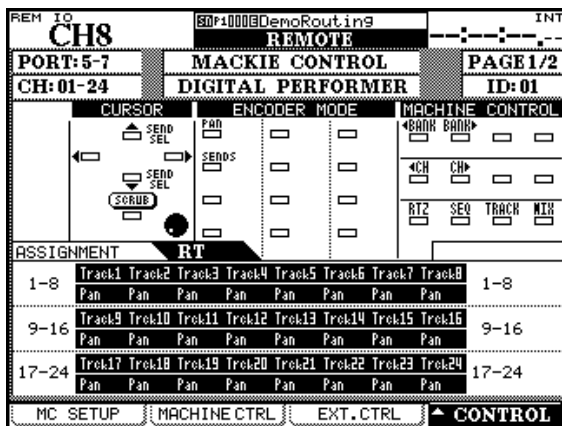 REM IO SDP1000BDemoRouting INT
CH8 REMOTE --:--:--.--
PORT:5-7 MACKIE CONTROL PAGE1/2
CH:01-24 DIGITAL PERFORMER ID:01
CURSOR ENCODER MODE MACHINE CONTROL
SEND SEL PAN BANK BANK
SENDS CH CH
SEND SEL
SCRUB RTZ SEQ TRACK MIX
ASSIGNMENT RT
1-8 Track1 Track2 Track3 Track4 Track5 Track6 Track7 Track8 1-8
Pan Pan Pan Pan Pan Pan Pan Pan
9-16 Track9 Trck10 Trck11 Trck12 Trck13 Trck14 Trck15 Trck16 9-16
Pan Pan Pan Pan Pan Pan Pan Pan
17-24 Trck17 Trck18 Trck19 Trck20 Trck21 Trck22 Trck23 Trck24 17-24
Pan Pan Pan Pan Pan Pan Pan Pan
MC SETUP MACHINE CTRL EXT.CTRL CONTROL